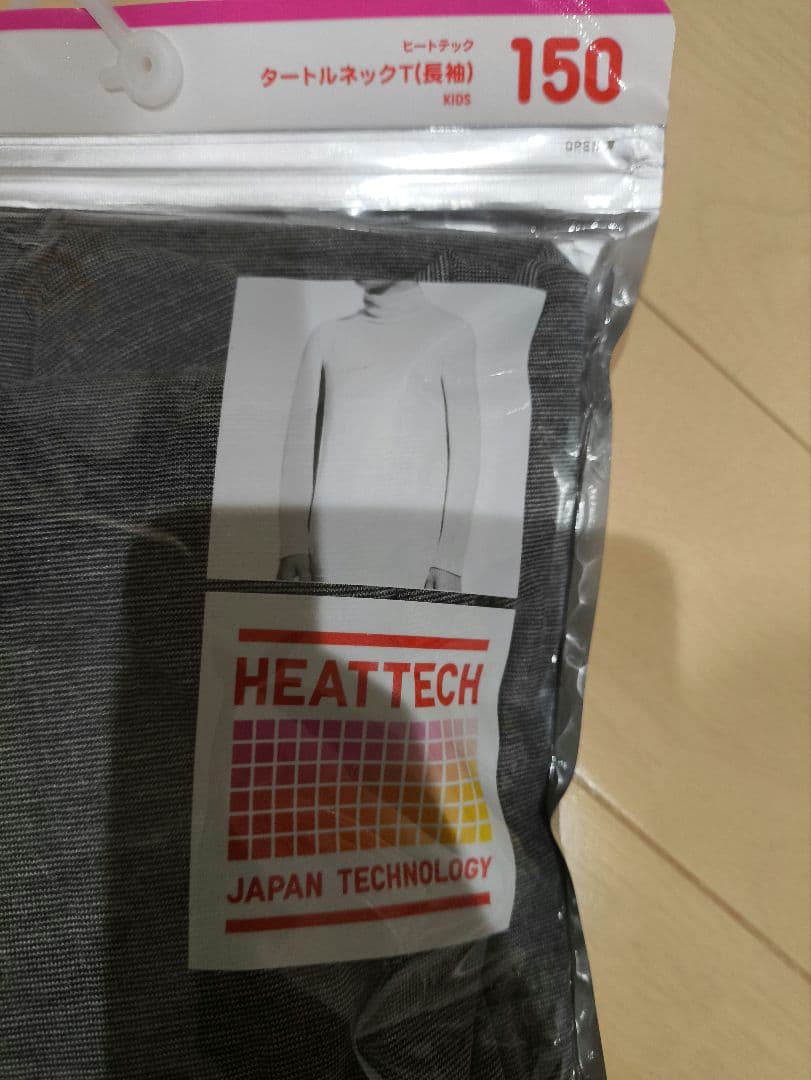 ヒートテック
タートルネックT(長袖)
KIDS
150
OPEN ▼
HEATTECH
JAPAN TECHNOLOGY